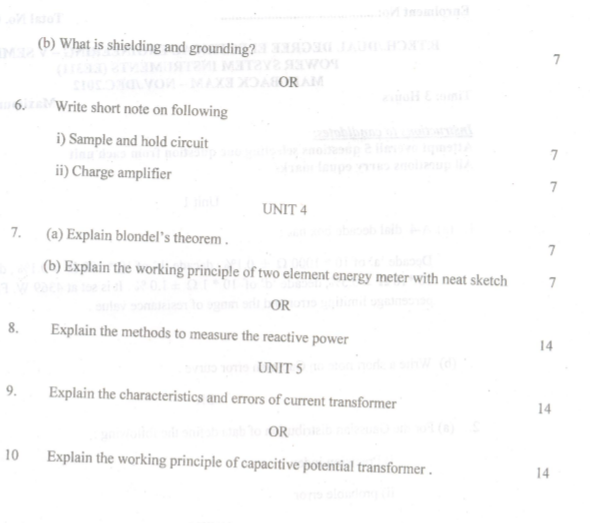 (b) What is shielding and grounding? 7
OR
6. Write short note on following
i) Sample and hold circuit 7
ii) Charge amplifier 7
UNIT 4
7. (a) Explain blondel's theorem . 7
(b) Explain the working principle of two element energy meter with neat sketch 7
OR
8. Explain the methods to measure the reactive power 14
UNIT 5
9. Explain the characteristics and errors of current transformer 14
OR
10 Explain the working principle of capacitive potential transformer . 14